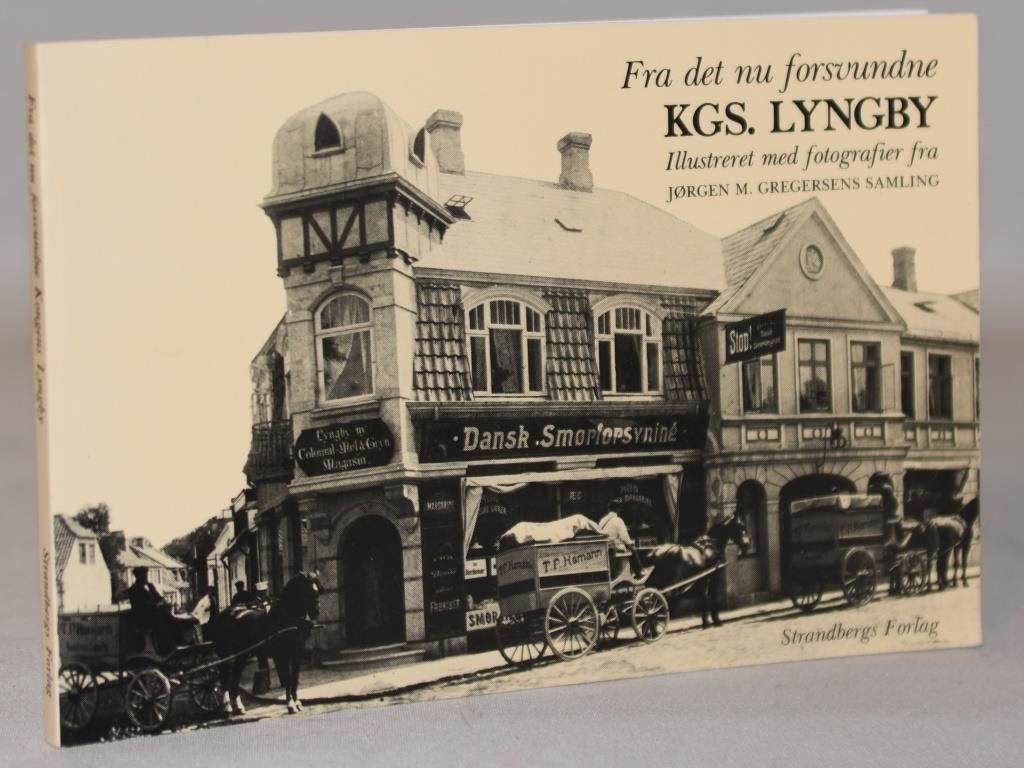 Fra det nu forsvundne
KGS. LYNGBY
Illustreret med fotografier fra
JØRGEN M. GREGERSENS SAMLING
Stop!
Dansk Smørforsyning
Lyngby ny
Colonial-Mel & Gryn
Magasin.
MARGARINE
T.F. Hamann
SMØR
Strandbergs Forlag
Fra det nu forsvundne Kongens Lyngby
Strandbergs Forlag